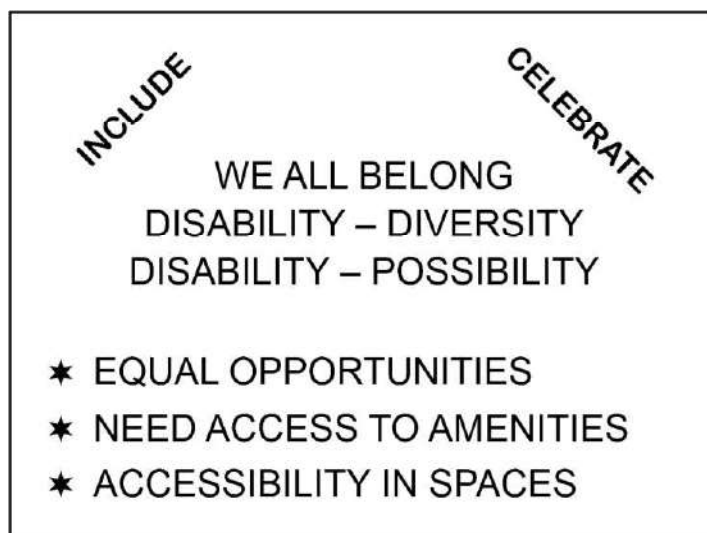 INCLUDE
CELEBRATE
WE ALL BELONG
DISABILITY – DIVERSITY
DISABILITY – POSSIBILITY
✶ EQUAL OPPORTUNITIES
✶ NEED ACCESS TO AMENITIES
✶ ACCESSIBILITY IN SPACES